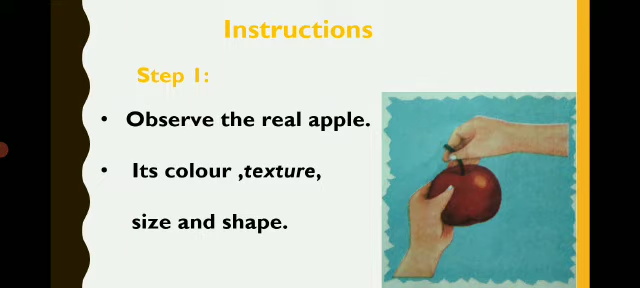 Instructions
Step 1:
• Observe the real apple.
• Its colour ,texture,
size and shape.